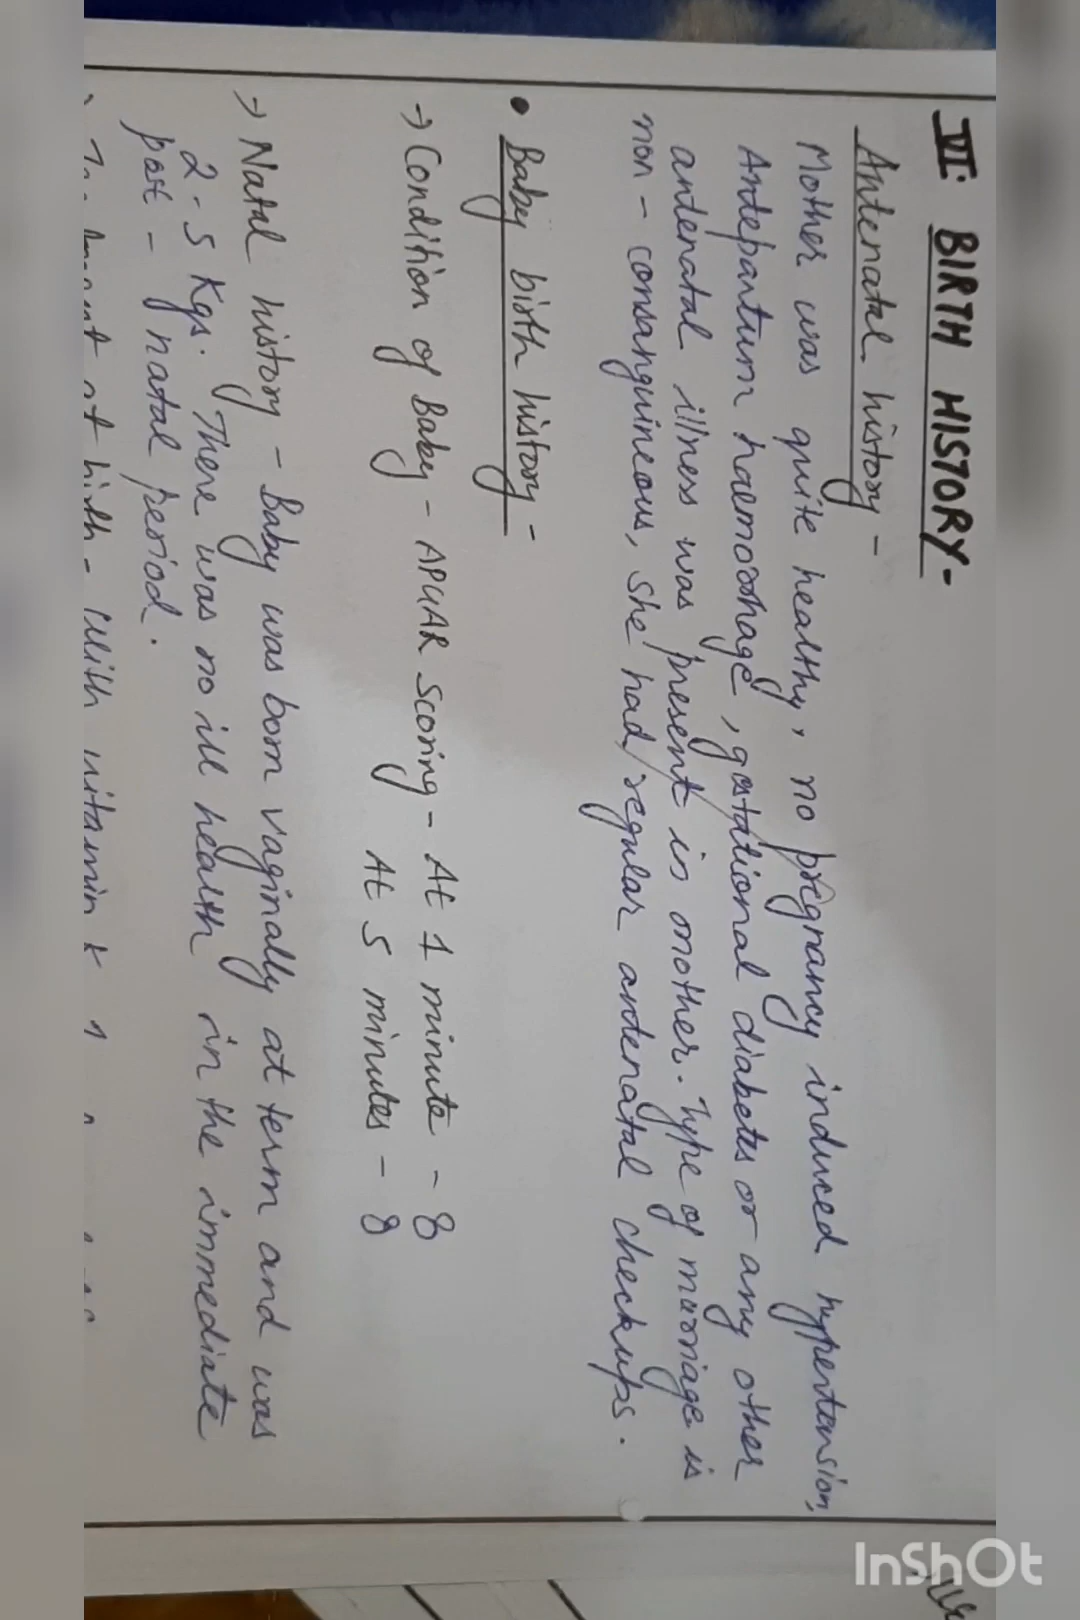 VI. BIRTH HISTORY-
Antenatal history -
Mother was quite healthy, no pregnancy induced hypertension,
Antepartum haemorrhage, gestational diabetes or any other
antenatal illness was present in mother. Type of marriage is
non - consanguineous, she had regular antenatal checkups.
• Baby birth history -
→ Condition of Baby - APGAR Scoring - At 1 minute - 8
At 5 minutes - 8
→ Natal history - Baby was born vaginally at term and was
2-5 Kgs. There was no ill health in the immediate
post - natal period.
at birth - With vitamin K
InShOt